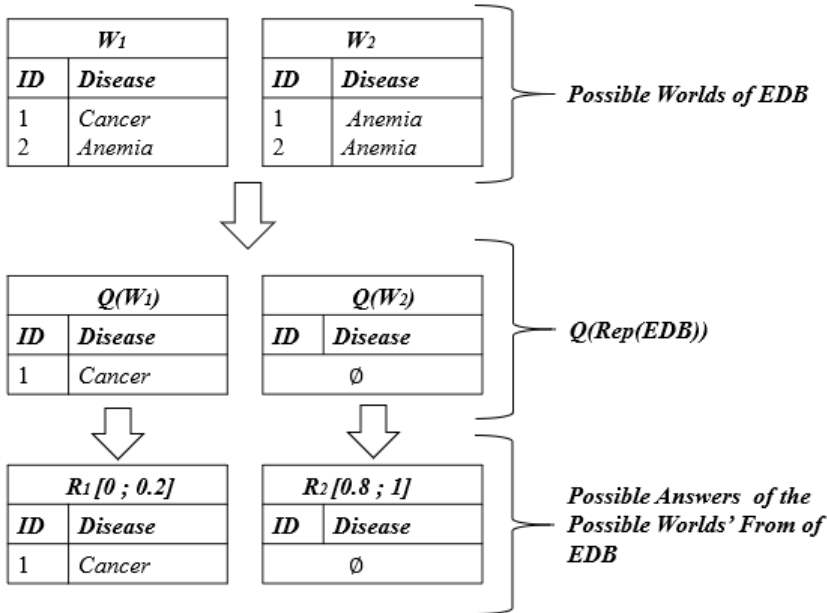 W1 W2
ID Disease ID Disease
1 Cancer 1 Anemia
2 Anemia 2 Anemia
Possible Worlds of EDB
Q(W1) Q(W2)
ID Disease ID Disease
1 Cancer ∅
Q(Rep(EDB))
R1 [0 ; 0.2] R2 [0.8 ; 1]
ID Disease ID Disease
1 Cancer ∅
Possible Answers of the
Possible Worlds’ From of
EDB